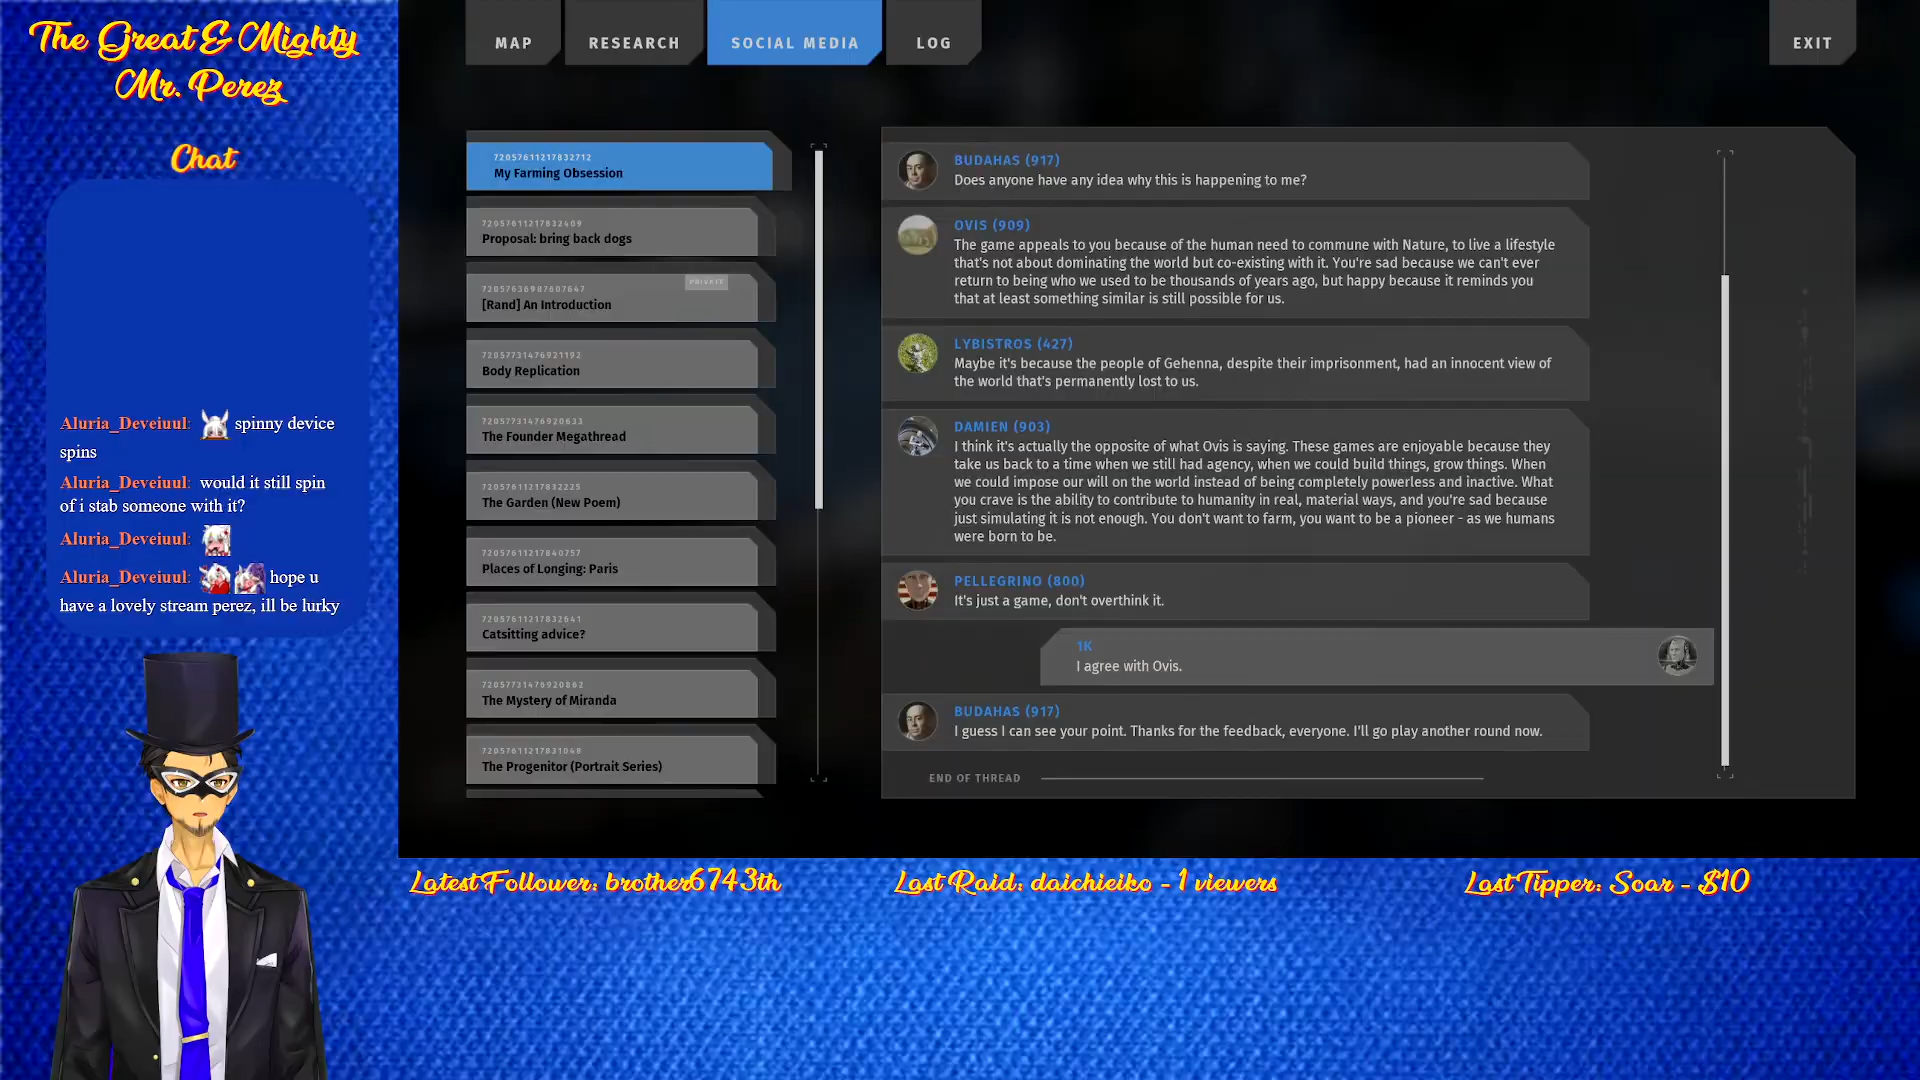 The Great & Mighty
Mr. Perez
Chat
Aluria_Deveiuul: spinny device
spins
Aluria_Deveiuul: would it still spin
of i stab someone with it?
Aluria_Deveiuul:
Aluria_Deveiuul: hope u
have a lovely stream perez, ill be lurky
MAP
RESEARCH
SOCIAL MEDIA
LOG
EXIT
72057611217832712
My Farming Obsession
72057611217832409
Proposal: bring back dogs
PRIVATE
72057636987607647
[Rand] An Introduction
72057731476921192
Body Replication
72057731476920633
The Founder Megathread
72057611217832225
The Garden (New Poem)
72057611217840757
Places of Longing: Paris
72057611217832641
Catsitting advice?
72057731476920862
The Mystery of Miranda
72057611217831048
The Progenitor (Portrait Series)
BUDAHAS (917)
Does anyone have any idea why this is happening to me?
OVIS (909)
The game appeals to you because of the human need to commune with Nature, to live a lifestyle
that's not about dominating the world but co-existing with it. You're sad because we can't ever
return to being who we used to be thousands of years ago, but happy because it reminds you
that at least something similar is still possible for us.
LYBISTROS (427)
Maybe it's because the people of Gehenna, despite their imprisonment, had an innocent view of
the world that's permanently lost to us.
DAMIEN (903)
I think it's actually the opposite of what Ovis is saying. These games are enjoyable because they
take us back to a time when we still had agency, when we could build things, grow things. When
we could impose our will on the world instead of being completely powerless and inactive. What
you crave is the ability to contribute to humanity in real, material ways, and you're sad because
just simulating it is not enough. You don't want to farm, you want to be a pioneer - as we humans
were born to be.
PELLEGRINO (800)
It's just a game, don't overthink it.
1K
I agree with Ovis.
BUDAHAS (917)
I guess I can see your point. Thanks for the feedback, everyone. I'll go play another round now.
END OF THREAD
Latest Follower: brother6743th
Last Raid: daichieiko - 1 viewers
Last Tipper: Soar - $10